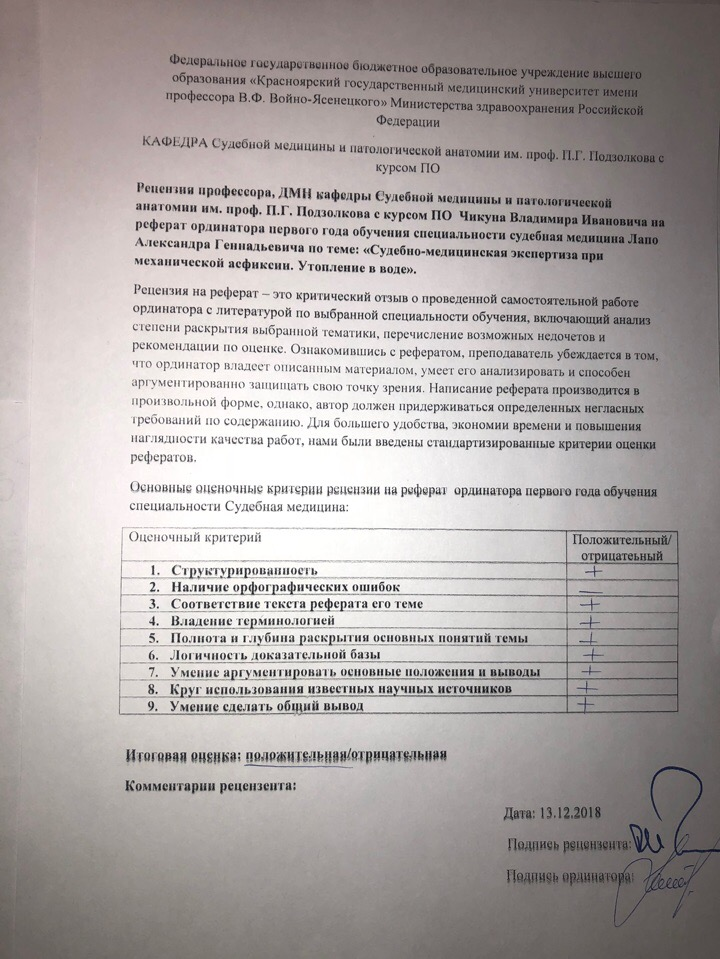 Федеральное государственное бюджетное образовательное учреждение высшего
образования «Красноярский государственный медицинский университет имени
профессора В.Ф. Войно-Ясенецкого» Министерства здравоохранения Российской
Федерации
КАФЕДРА Судебной медицины и патологической анатомии им. проф. П.Г. Подзолкова с
курсом ПО
Рецензия профессора, ДМН кафедры Судебной медицины и патологической
анатомии им. проф. П.Г. Подзолкова с курсом ПО Чикуна Владимира Ивановича на
реферат ординатора первого года обучения специальности судебная медицина Лапо
Александра Геннадьевича по теме: «Судебно-медицинская экспертиза при
механической асфиксии. Утопление в воде».
Рецензия на реферат – это критический отзыв о проведенной самостоятельной работе
ординатора с литературой по выбранной специальности обучения, включающий анализ
степени раскрытия выбранной тематики, перечисление возможных недочетов и
рекомендации по оценке. Ознакомившись с рефератом, преподаватель убеждается в том,
что ординатор владеет описанным материалом, умеет его анализировать и способен
аргументированно защищать свою точку зрения. Написание реферата производится в
произвольной форме, однако, автор должен придерживаться определенных негласных
требований по содержанию. Для большего удобства, экономии времени и повышения
наглядности качества работ, нами были введены стандартизированные критерии оценки
рефератов.
Основные оценочные критерии рецензии на реферат ординатора первого года обучения
специальности Судебная медицина:
Оценочный критерий Положительный/
отрицатеьный
1. Структурированность +
2. Наличие орфографических ошибок —
3. Соответствие текста реферата его теме +
4. Владение терминологией +
5. Полнота и глубина раскрытия основных понятий темы +
6. Логичность доказательной базы +
7. Умение аргументировать основные положения и выводы +
8. Круг использования известных научных источников +
9. Умение сделать общий вывод +
Итоговая оценка: положительная/отрицательная
Комментарии рецензента:
Дата: 13.12.2018
Подпись рецензента:
Подпись ординатора: